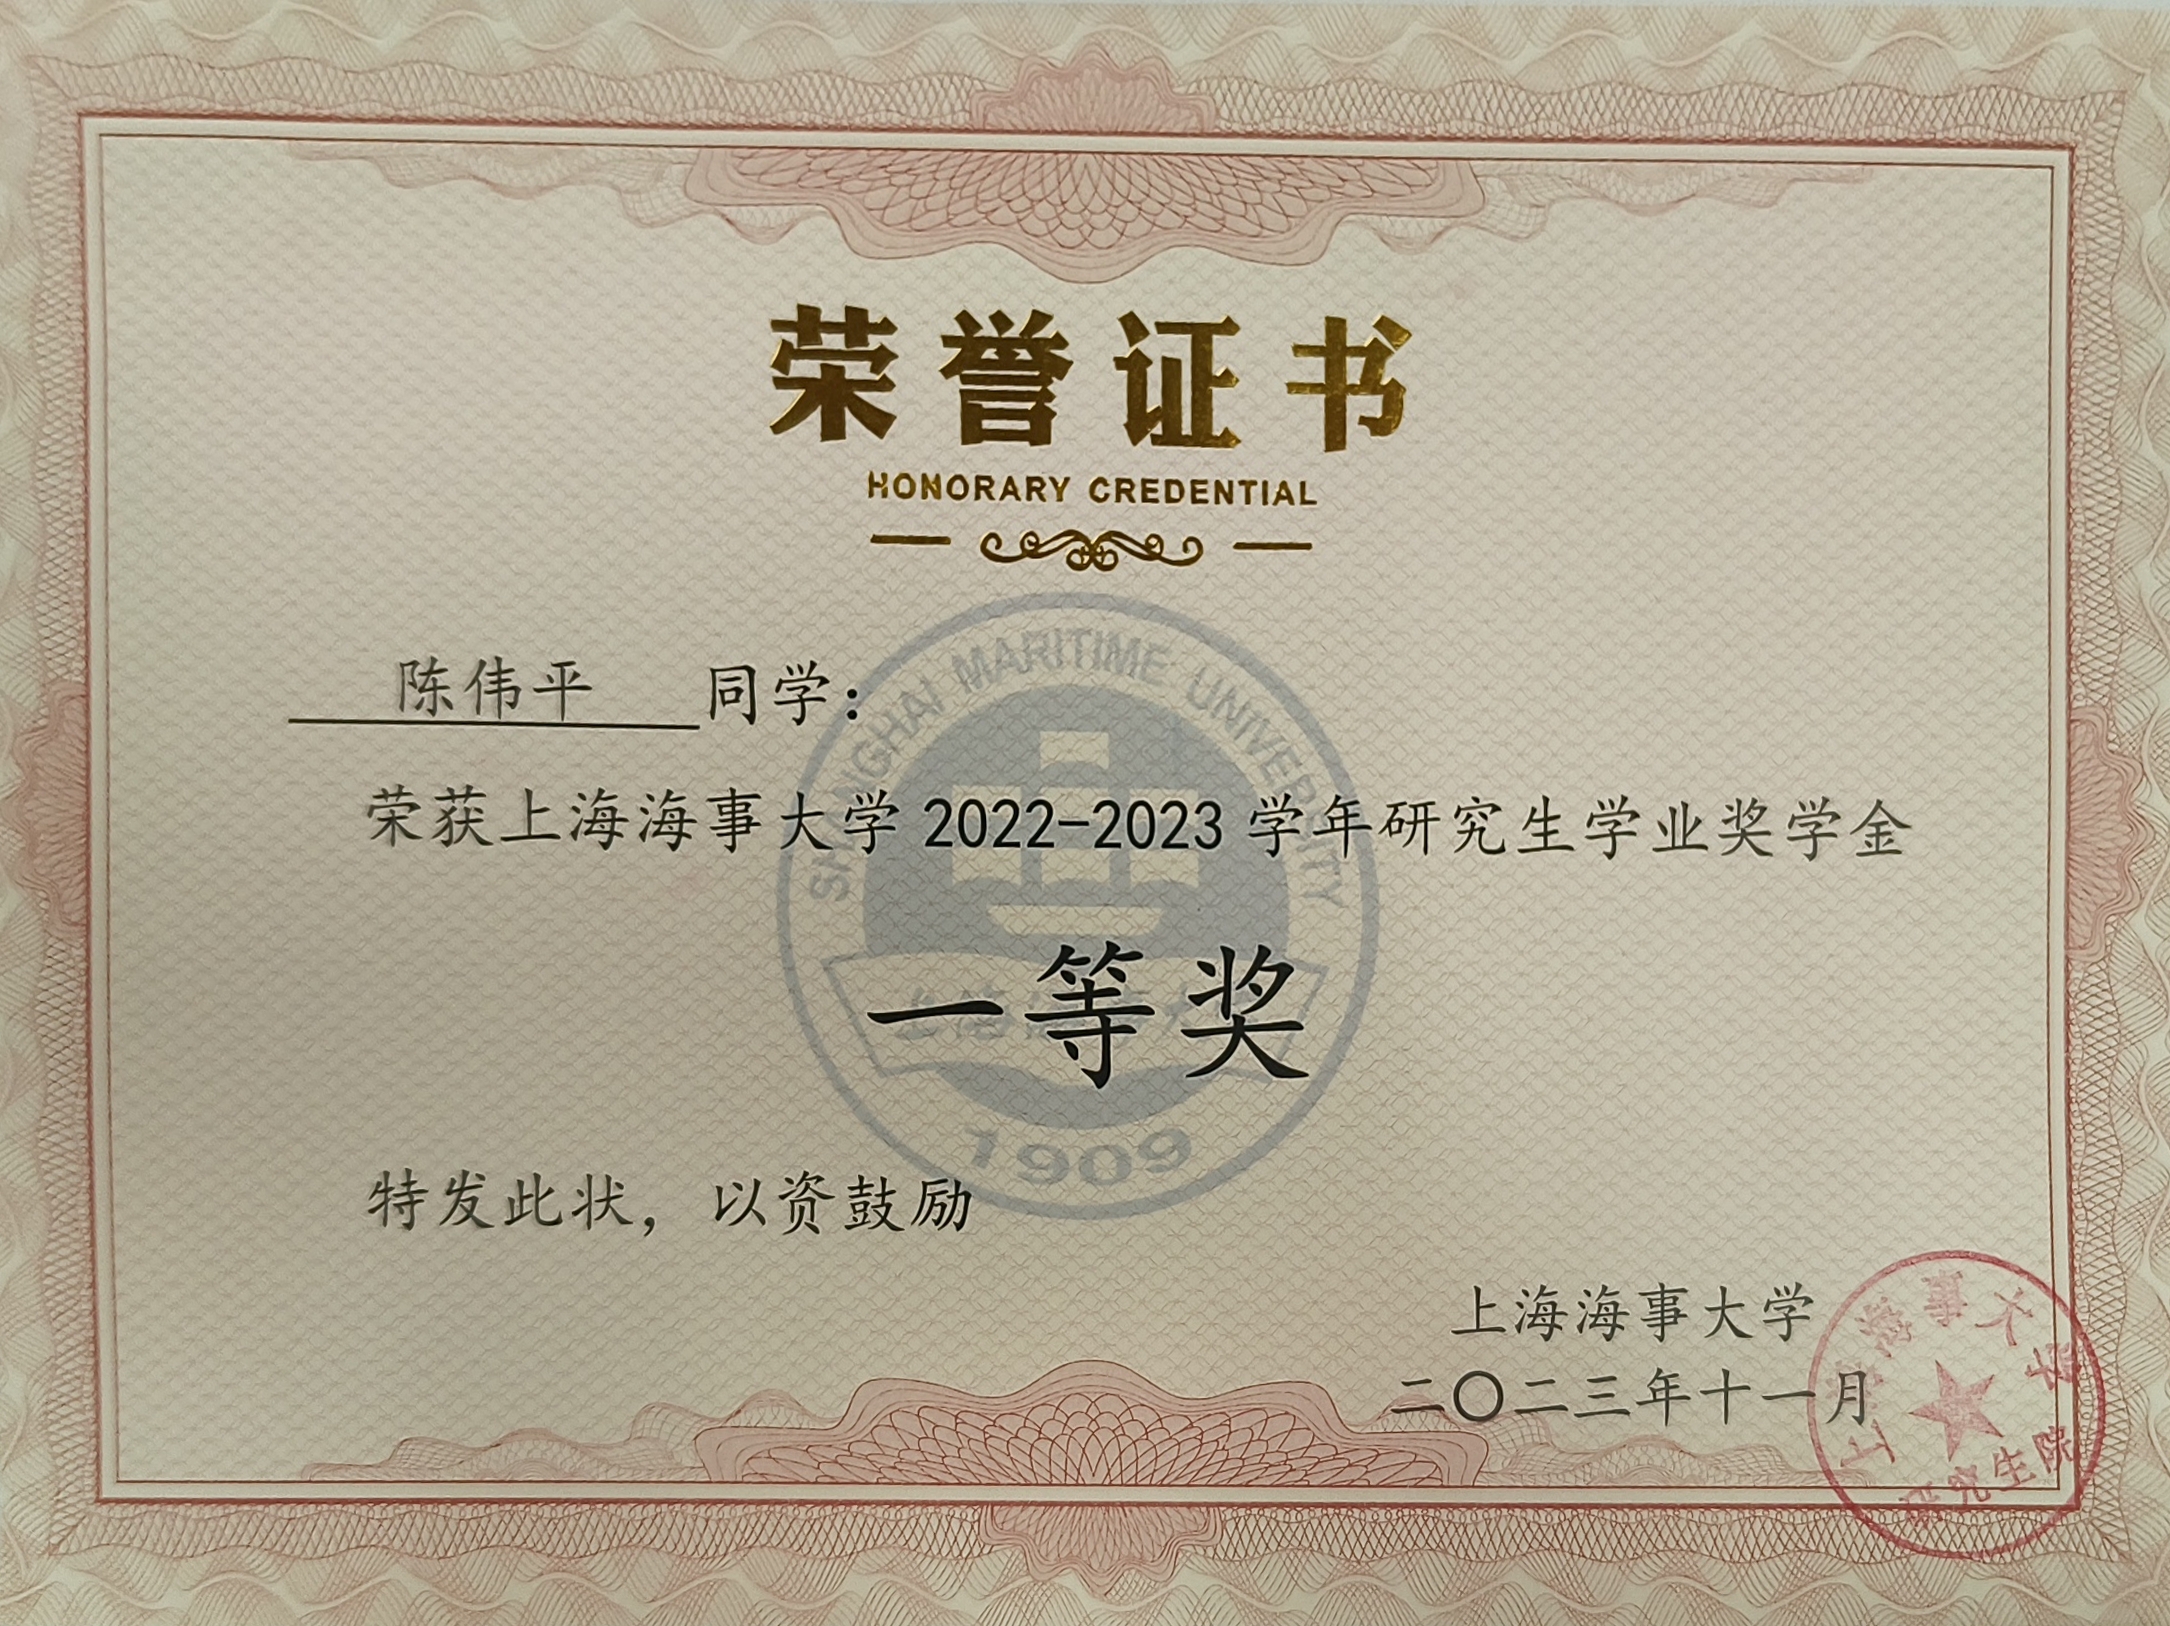 荣誉证书
HONORARY CREDENTIAL
陈伟平 同学：
SHANGHAI MARITIME UNIVERSITY
荣获上海海事大学 2022-2023 学年研究生学业奖学金
一等奖
1909
特发此状，以资鼓励
上海海事大学
二〇二三年十一月
上海海事大学
研究生院